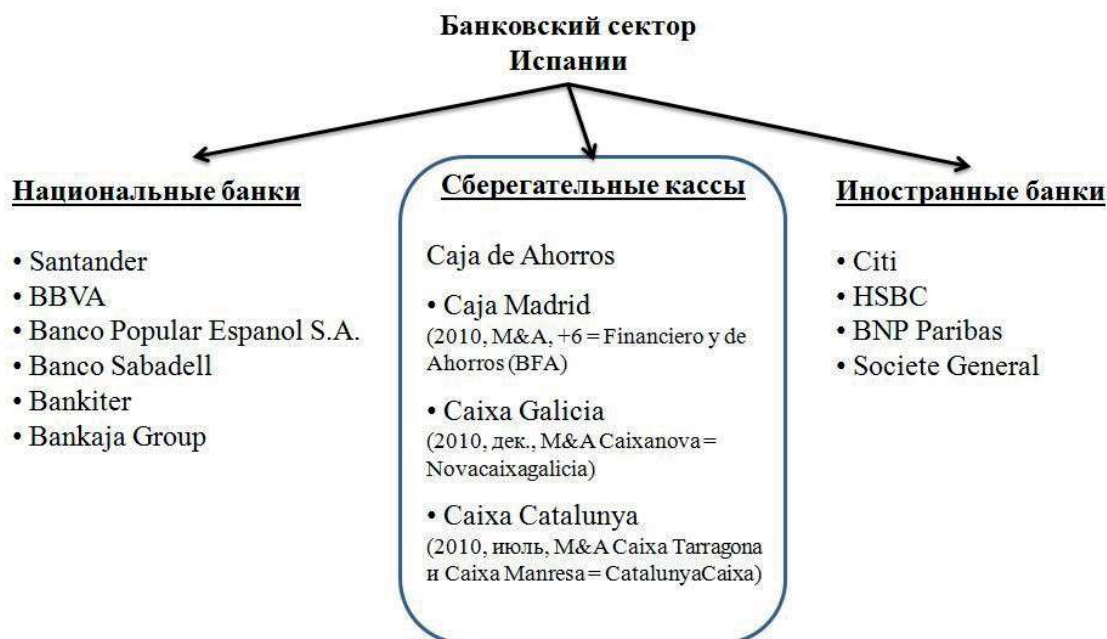 Банковский сектор
Испании
Национальные банки
• Santander
• BBVA
• Banco Popular Espanol S.A.
• Banco Sabadell
• Bankiter
• Bankaja Group
Сберегательные кассы
Caja de Ahorros
• Caja Madrid
(2010, M&A, +6 = Financiero y de
Ahorros (BFA)
• Caixa Galicia
(2010, дек., M&A Caixanova =
Novacaixagalicia)
• Caixa Catalunya
(2010, июль, M&A Caixa Tarragona
и Caixa Manresa = CatalunyaCaixa)
Иностранные банки
• Citi
• HSBC
• BNP Paribas
• Societe General